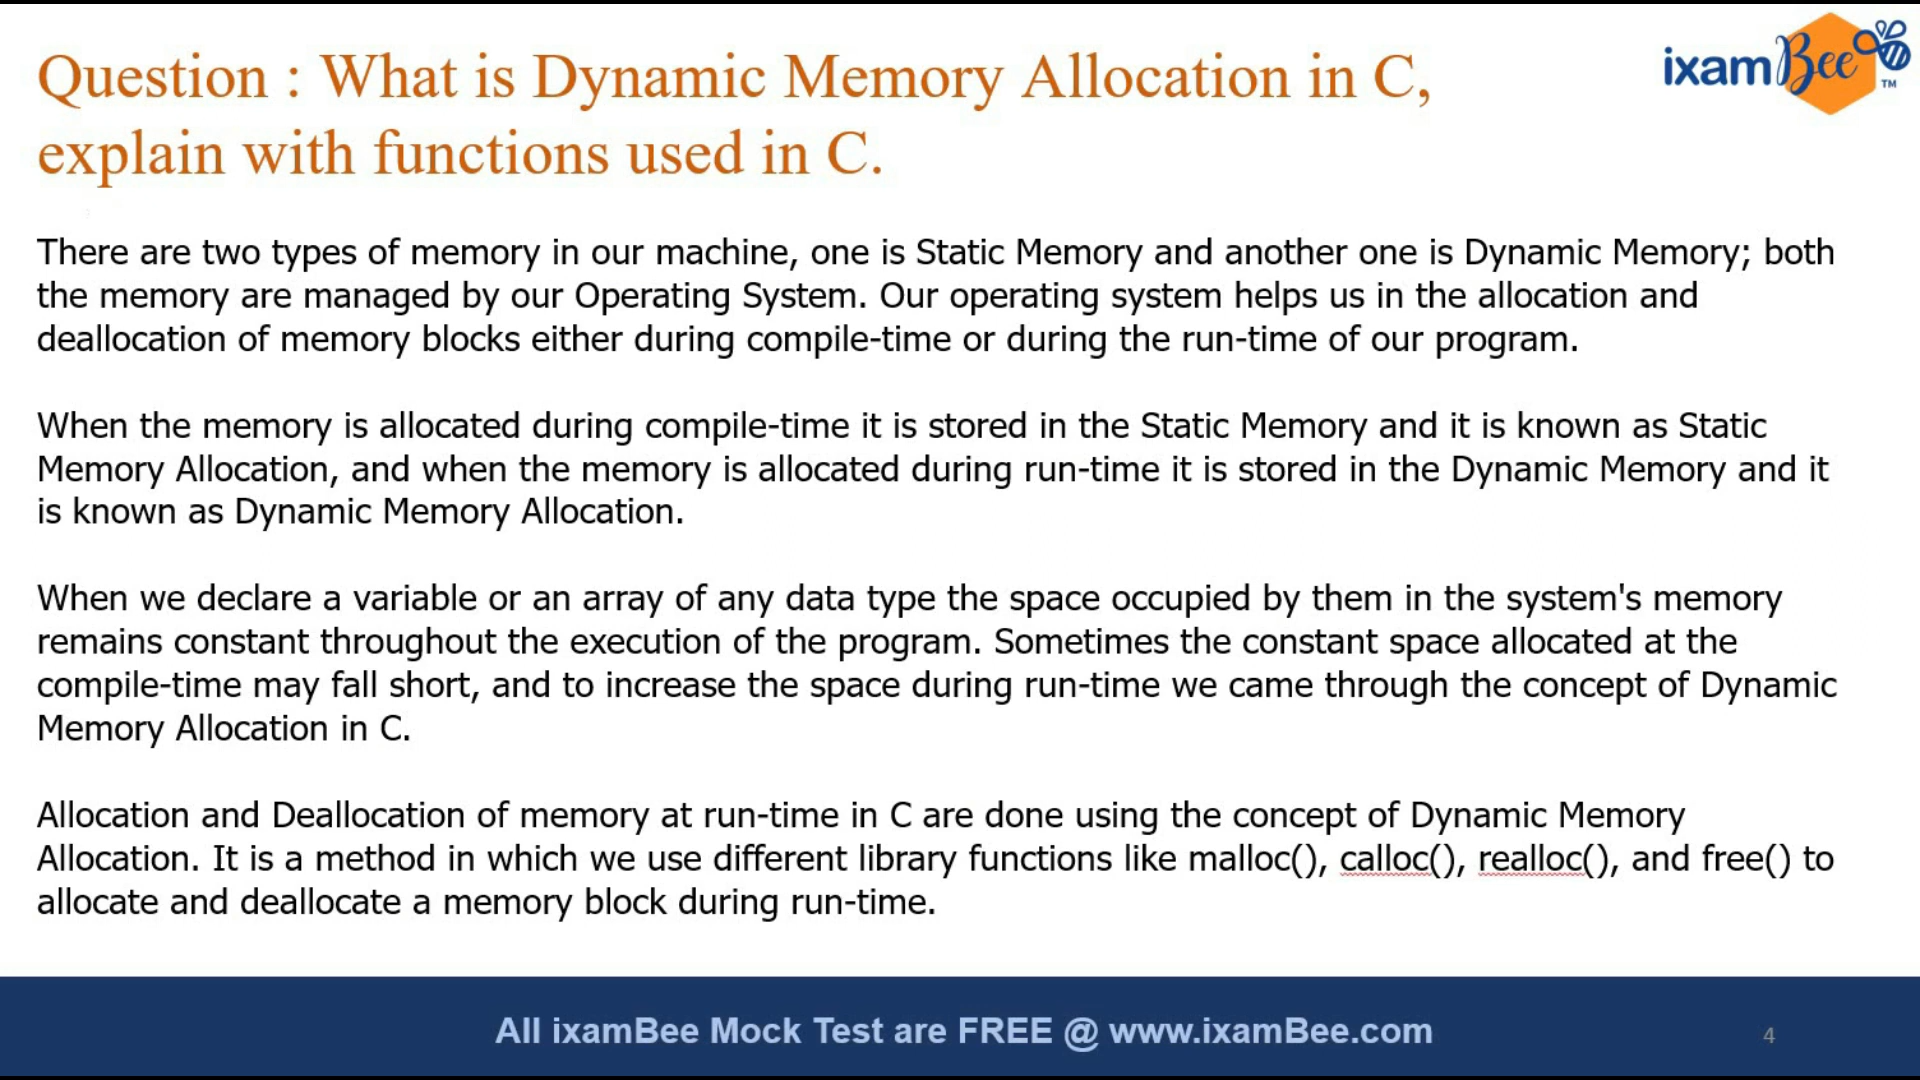 Question : What is Dynamic Memory Allocation in C,
explain with functions used in C.
ixamBee
TM
There are two types of memory in our machine, one is Static Memory and another one is Dynamic Memory; both
the memory are managed by our Operating System. Our operating system helps us in the allocation and
deallocation of memory blocks either during compile-time or during the run-time of our program.
When the memory is allocated during compile-time it is stored in the Static Memory and it is known as Static
Memory Allocation, and when the memory is allocated during run-time it is stored in the Dynamic Memory and it
is known as Dynamic Memory Allocation.
When we declare a variable or an array of any data type the space occupied by them in the system's memory
remains constant throughout the execution of the program. Sometimes the constant space allocated at the
compile-time may fall short, and to increase the space during run-time we came through the concept of Dynamic
Memory Allocation in C.
Allocation and Deallocation of memory at run-time in C are done using the concept of Dynamic Memory
Allocation. It is a method in which we use different library functions like malloc(), calloc(), realloc(), and free() to
allocate and deallocate a memory block during run-time.
All ixamBee Mock Test are FREE @ www.ixamBee.com
4